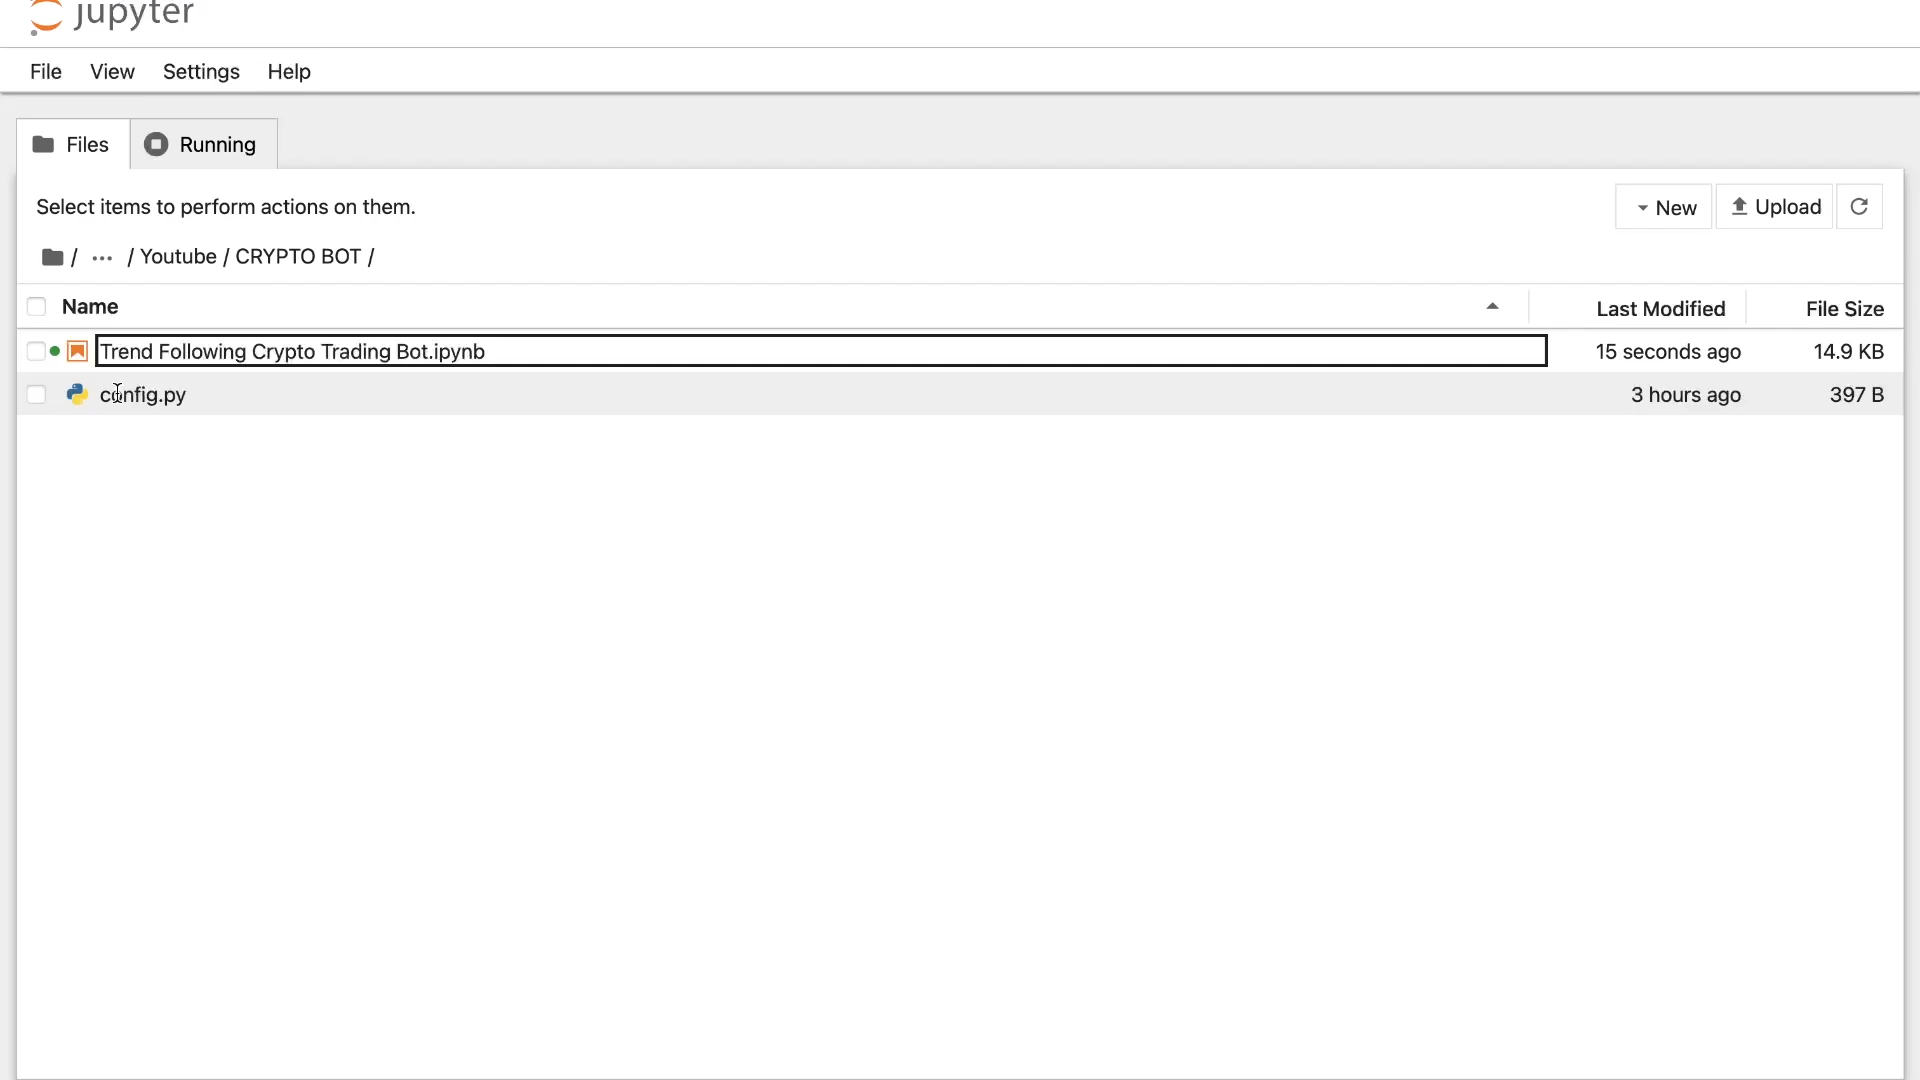 jupyter
File View Settings Help
Files Running
Select items to perform actions on them.
New Upload
/ ··· / Youtube / CRYPTO BOT /
Name Last Modified File Size
Trend Following Crypto Trading Bot.ipynb 15 seconds ago 14.9 KB
config.py 3 hours ago 397 B